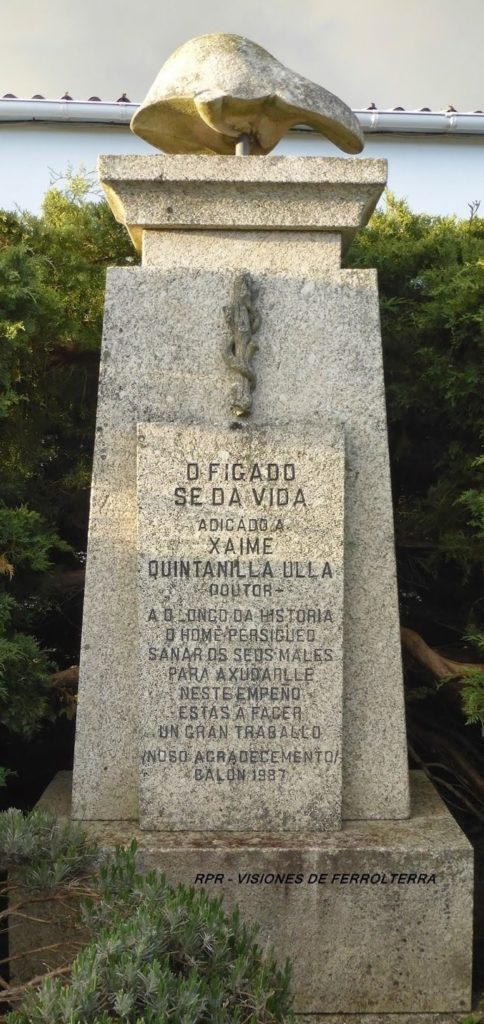 O FIGADO
SE DA VIDA
ADICADO A
XAIME
QUINTANILLA ULLA
-DOUTOR-
A O LONGO DA HISTORIA
O HOME PERSIGUEO
SANAR OS SEUS MALES
PARA AXUDARLLE
NESTE EMPEÑO
ESTAS A FACER
UN GRAN TRABALLO
/NOSO AGRADECEMENTO/
BALON 1987
RPR - VISIONES DE FERROLTERRA